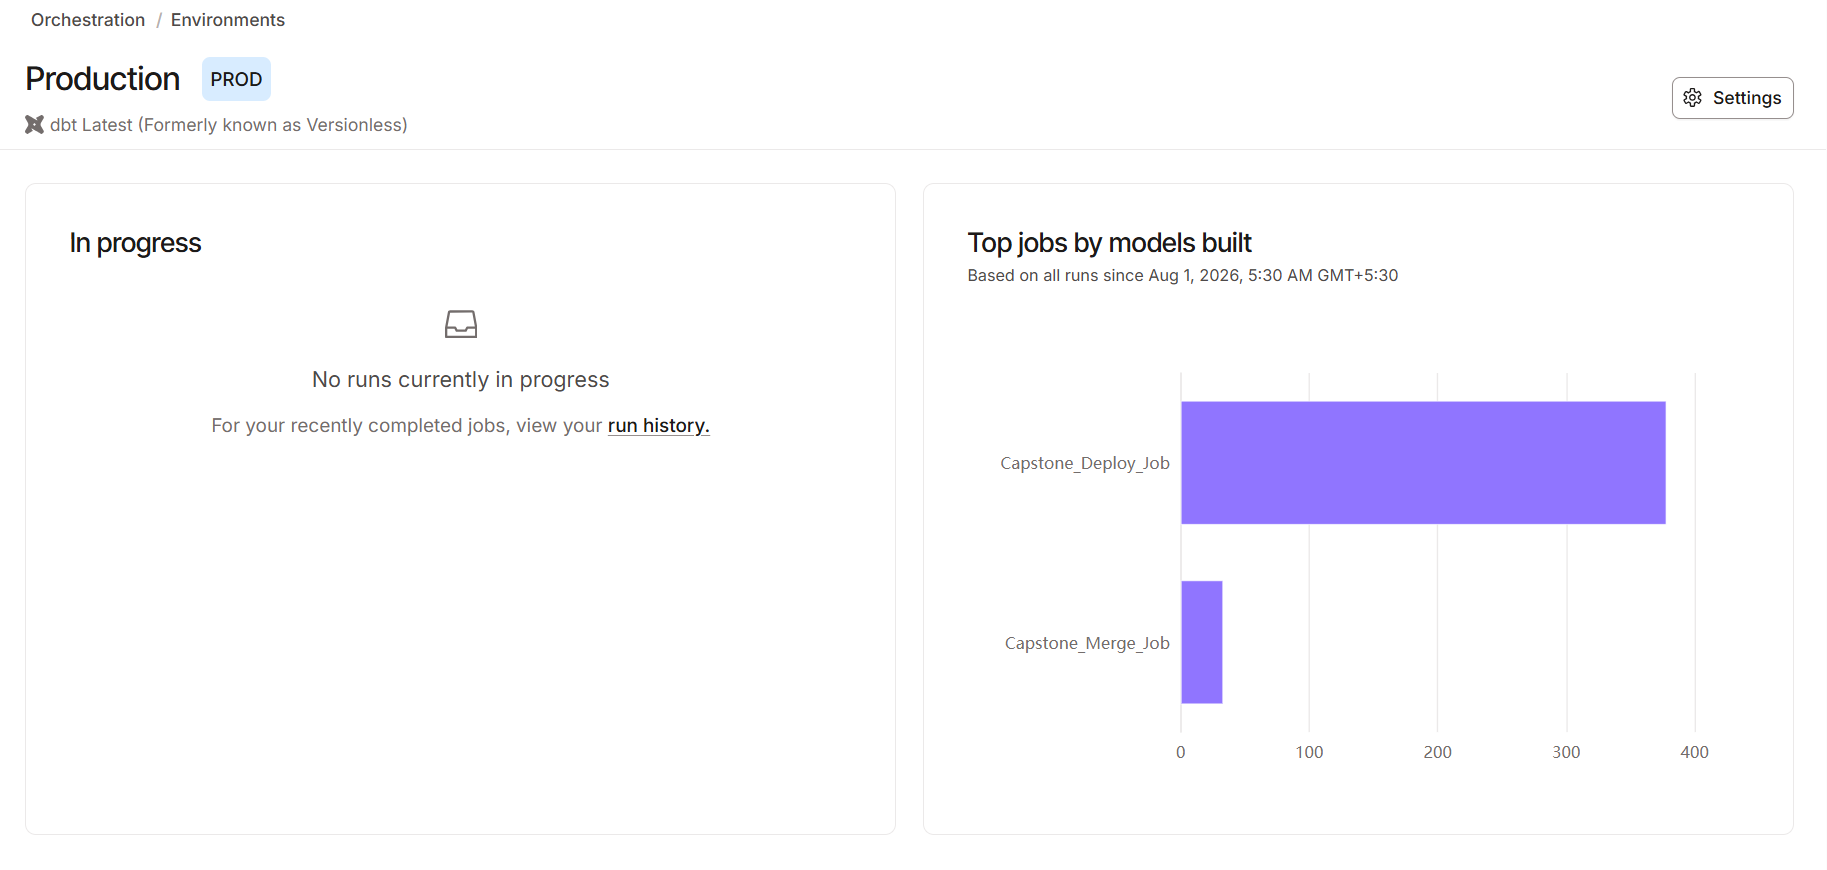 Orchestration / Environments
Production PROD
Settings
dbt Latest (Formerly known as Versionless)
In progress
No runs currently in progress
For your recently completed jobs, view your run history.
Top jobs by models built
Based on all runs since Aug 1, 2026, 5:30 AM GMT+5:30
Capstone_Deploy_Job
Capstone_Merge_Job
0 100 200 300 400